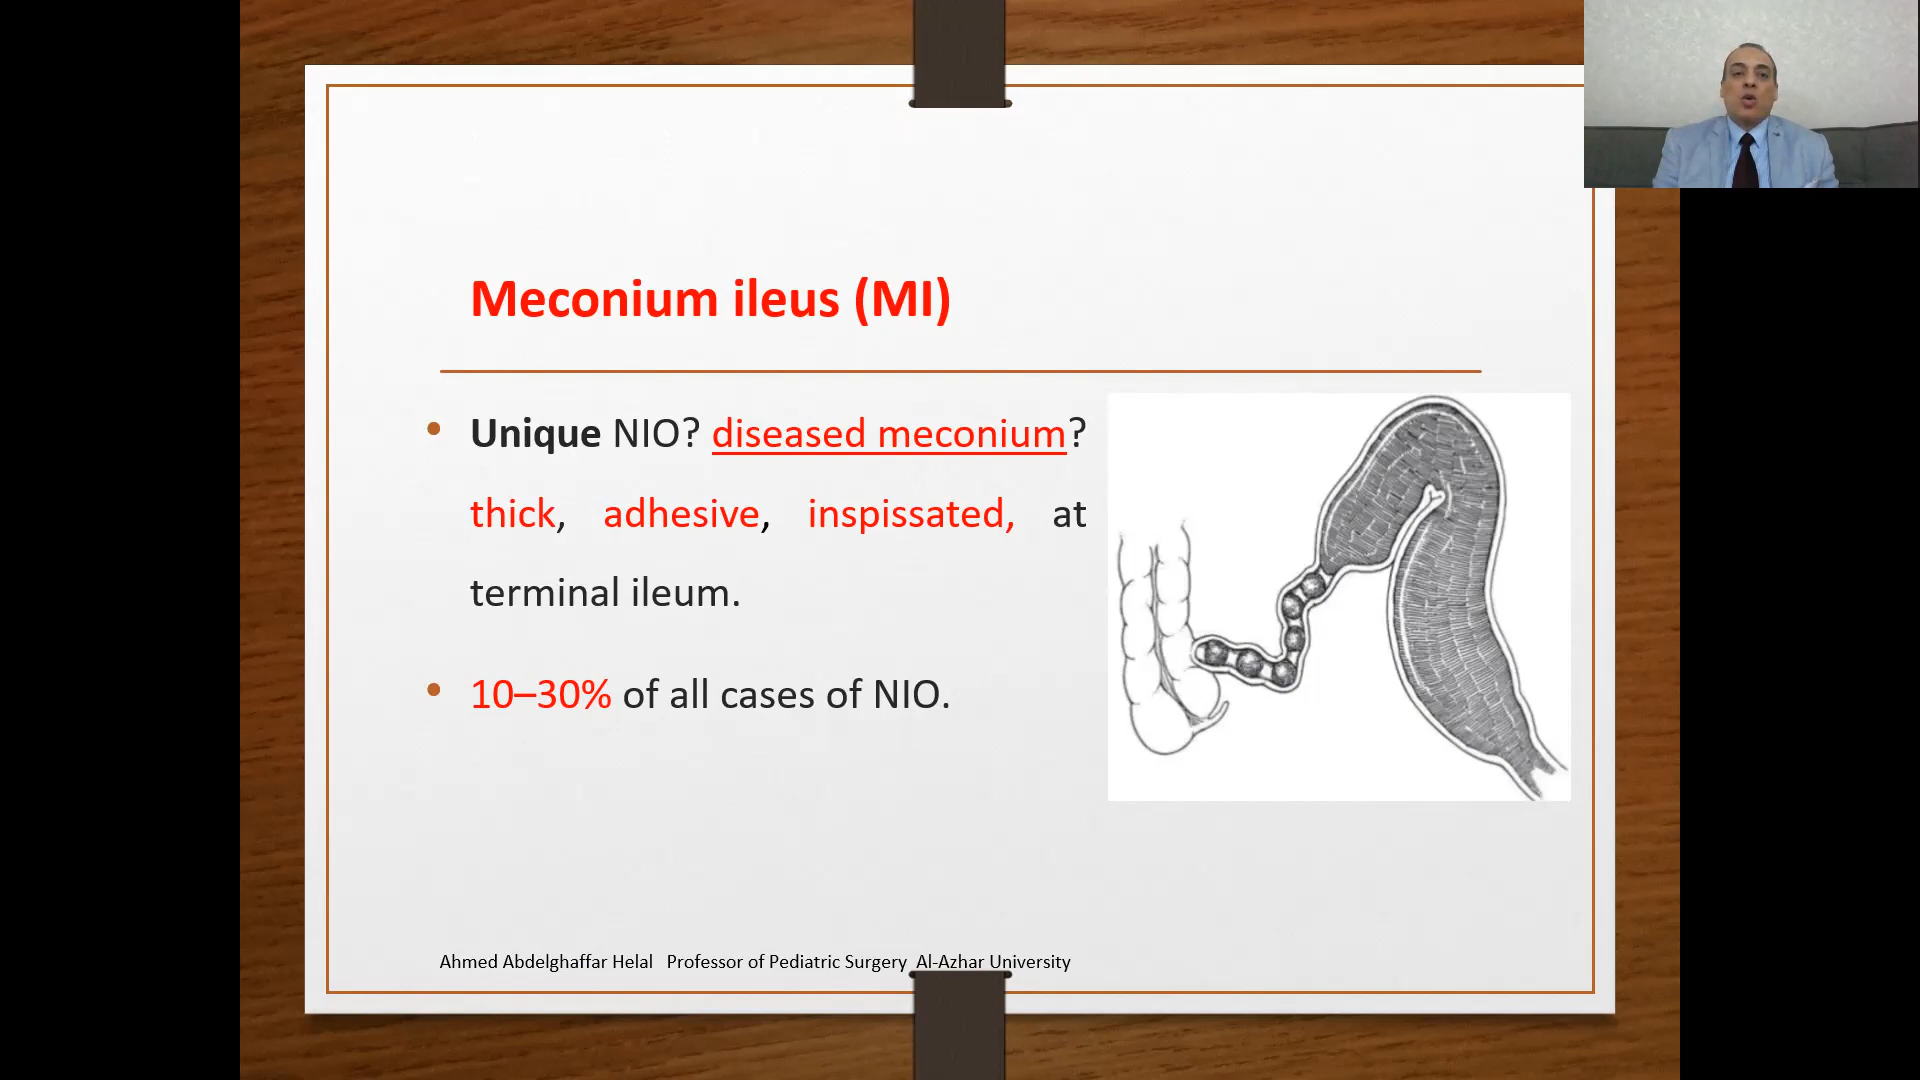 Meconium ileus (MI)
• Unique NIO? diseased meconium?
thick, adhesive, inspissated, at
terminal ileum.
• 10–30% of all cases of NIO.
Ahmed Abdelghaffar Helal Professor of Pediatric Surgery Al-Azhar University